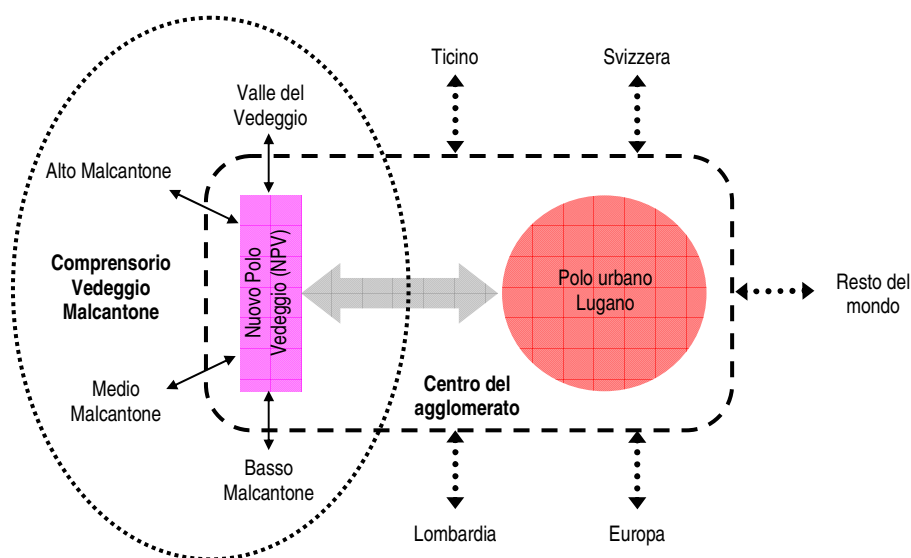 Ticino
Svizzera
Valle del
Vedeggio
Alto Malcantone
Comprensorio
Vedeggio
Malcantone
Nuovo Polo
Vedeggio (NPV)
Polo urbano
Lugano
Resto del
mondo
Medio
Malcantone
Centro del
agglomerato
Basso
Malcantone
Lombardia
Europa